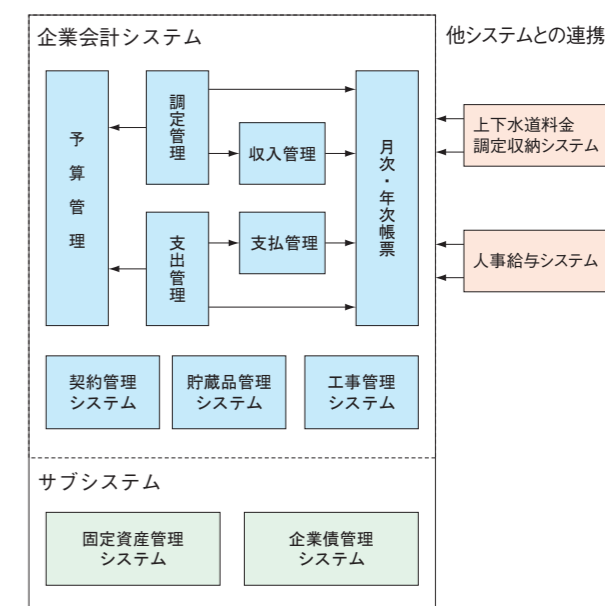 企業会計システム
他システムとの連携
予算管理
調定管理
収入管理
支出管理
支払管理
月次・年次帳票
上下水道料金
調定収納システム
人事給与システム
契約管理
システム
貯蔵品管理
システム
工事管理
システム
サブシステム
固定資産管理
システム
企業債管理
システム